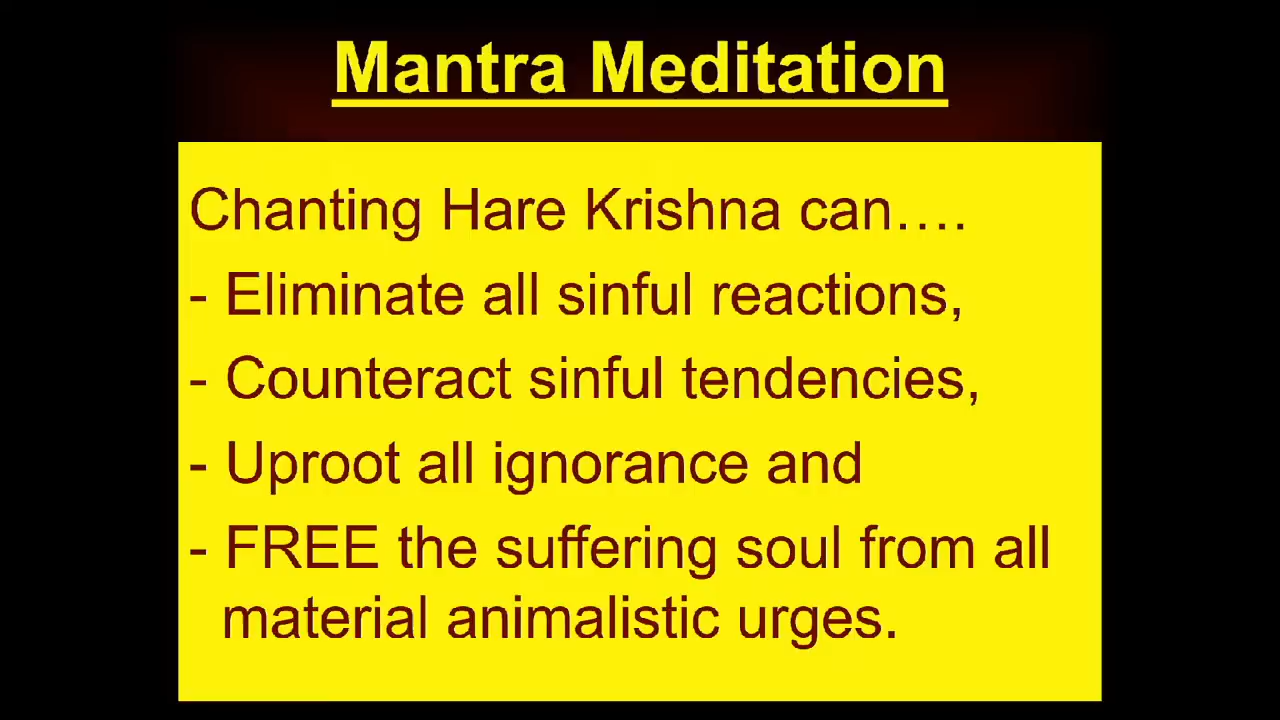 Mantra Meditation
Chanting Hare Krishna can….
- Eliminate all sinful reactions,
- Counteract sinful tendencies,
- Uproot all ignorance and
- FREE the suffering soul from all
material animalistic urges.